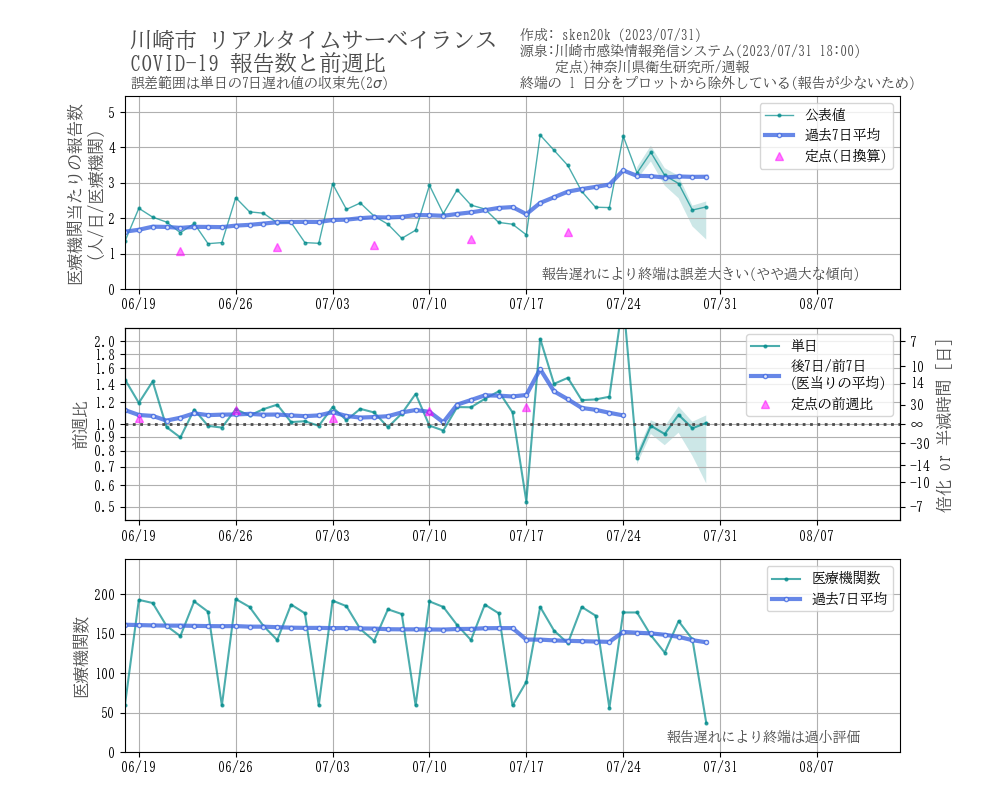 川崎市 リアルタイムサーベイランス
COVID-19 報告数と前週比
誤差範囲は単日の7日遅れ値の収束先(2σ)
作成: sken20k (2023/07/31)
源泉:川崎市感染情報発信システム(2023/07/31 18:00)
定点)神奈川県衛生研究所/週報
終端の 1 日分をプロットから除外している(報告が少ないため)
医療機関当たりの報告数
(人/日/医療機関)
5
4
3
2
1
0
公表値
過去7日平均
定点(日換算)
報告遅れにより終端は誤差大きい(やや過大な傾向)
06/19 06/26 07/03 07/10 07/17 07/24 07/31 08/07
前週比
2.0
1.8
1.6
1.4
1.2
1.0
0.9
0.8
0.7
0.6
0.5
単日
後7日/前7日
(医当りの平均)
定点の前週比
7
10
14
30
∞
-30
-14
-10
-7
倍化 or 半減時間 [日]
06/19 06/26 07/03 07/10 07/17 07/24 07/31 08/07
医療機関数
200
150
100
50
0
医療機関数
過去7日平均
報告遅れにより終端は過小評価
06/19 06/26 07/03 07/10 07/17 07/24 07/31 08/07